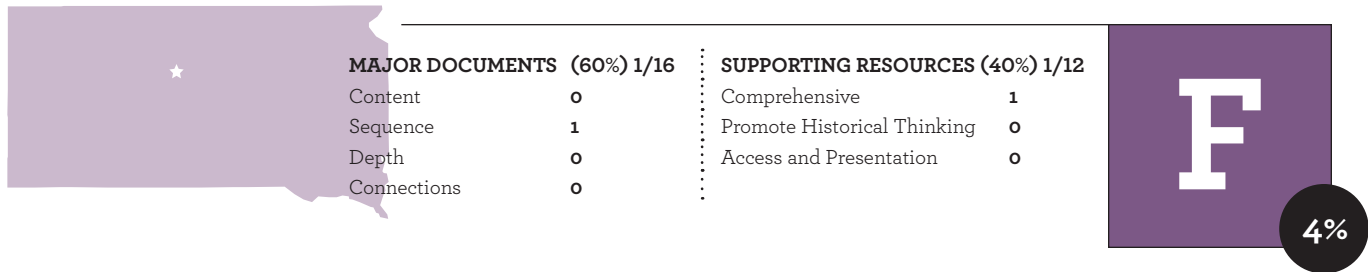 MAJOR DOCUMENTS (60%) 1/16
Content 0
Sequence 1
Depth 0
Connections 0
SUPPORTING RESOURCES (40%) 1/12
Comprehensive 1
Promote Historical Thinking 0
Access and Presentation 0
F
4%